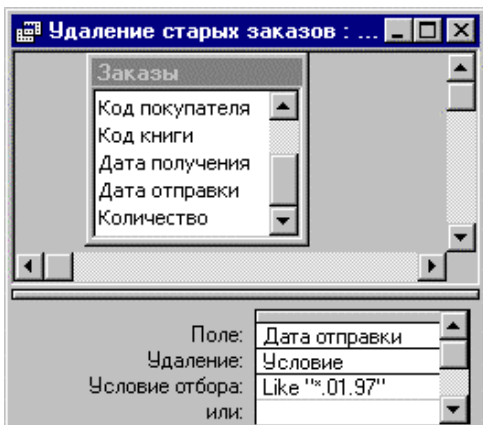 Удаление старых заказов : ...
Заказы
Код покупателя
Код книги
Дата получения
Дата отправки
Количество
Поле: Дата отправки
Удаление: Условие
Условие отбора: Like "*.01.97"
или: